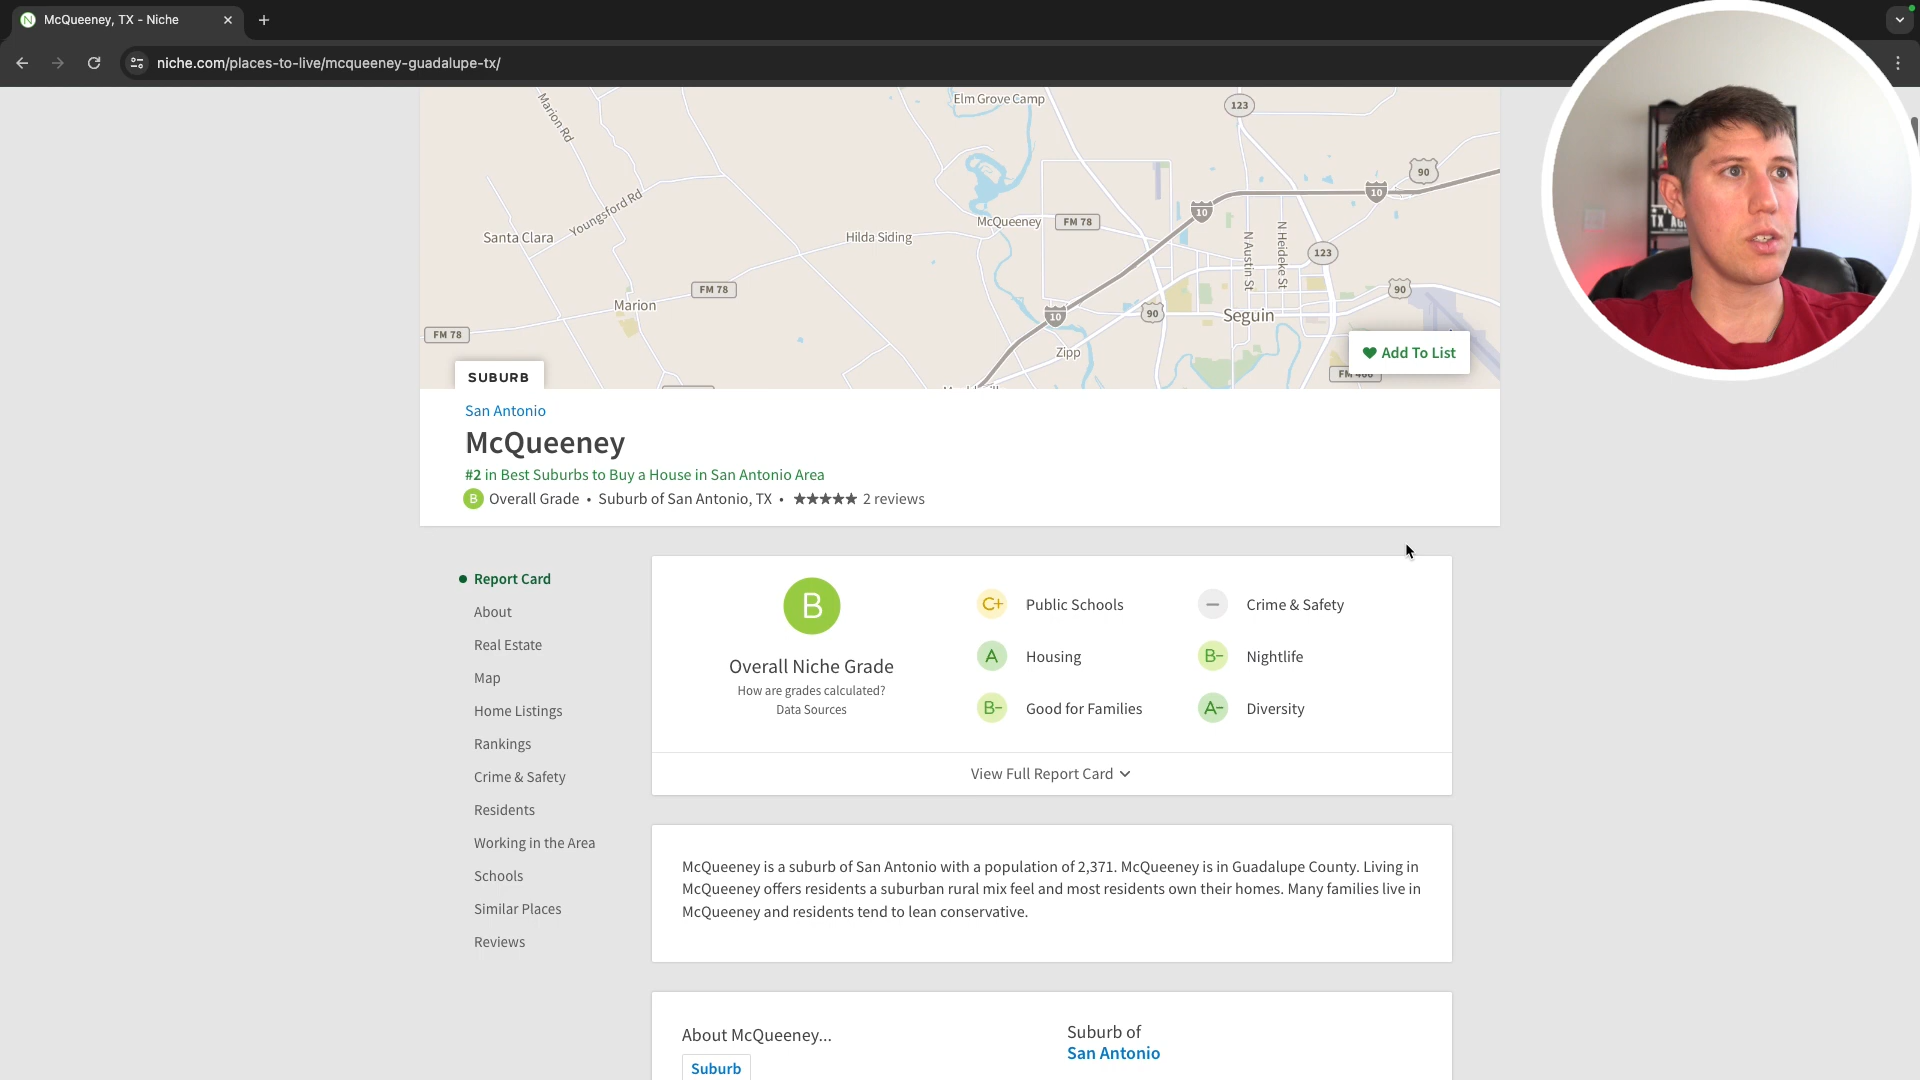 McQueeney, TX - Niche
niche.com/places-to-live/mcqueeney-guadalupe-tx/
Marion Rd
Elm Grove Camp
123
90
10
10
Youngsford Rd
Santa Clara
Hilda Siding
McQueeney
FM 78
N Austin St
N Heideke St
123
FM 78
Marion
90
10
90
Seguin
FM 78
Zipp
Add To List
SUBURB
San Antonio
McQueeney
#2 in Best Suburbs to Buy a House in San Antonio Area
B Overall Grade • Suburb of San Antonio, TX • ★★★★★ 2 reviews
Report Card
About
Real Estate
Map
Home Listings
Rankings
Crime & Safety
Residents
Working in the Area
Schools
Similar Places
Reviews
B
Overall Niche Grade
How are grades calculated?
Data Sources
C+ Public Schools
– Crime & Safety
A Housing
B- Nightlife
B- Good for Families
A- Diversity
View Full Report Card
McQueeney is a suburb of San Antonio with a population of 2,371. McQueeney is in Guadalupe County. Living in
McQueeney offers residents a suburban rural mix feel and most residents own their homes. Many families live in
McQueeney and residents tend to lean conservative.
About McQueeney...
Suburb
Suburb of
San Antonio